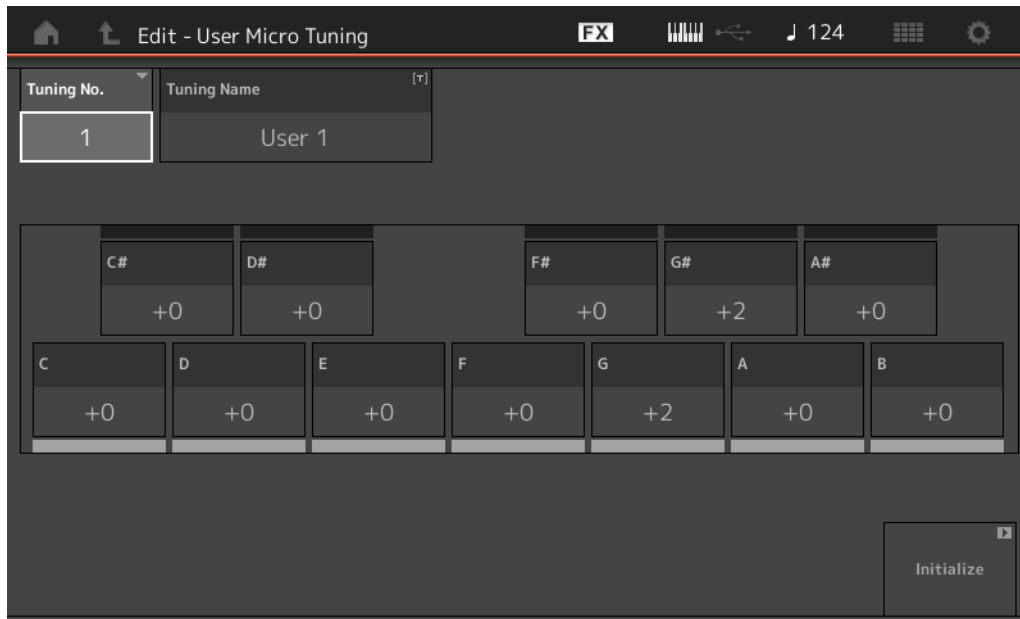 Edit - User Micro Tuning FX ♩ 124
Tuning No. Tuning Name [T]
1 User 1
C# D# F# G# A#
+0 +0 +0 +2 +0
C D E F G A B
+0 +0 +0 +0 +2 +0 +0
Initialize